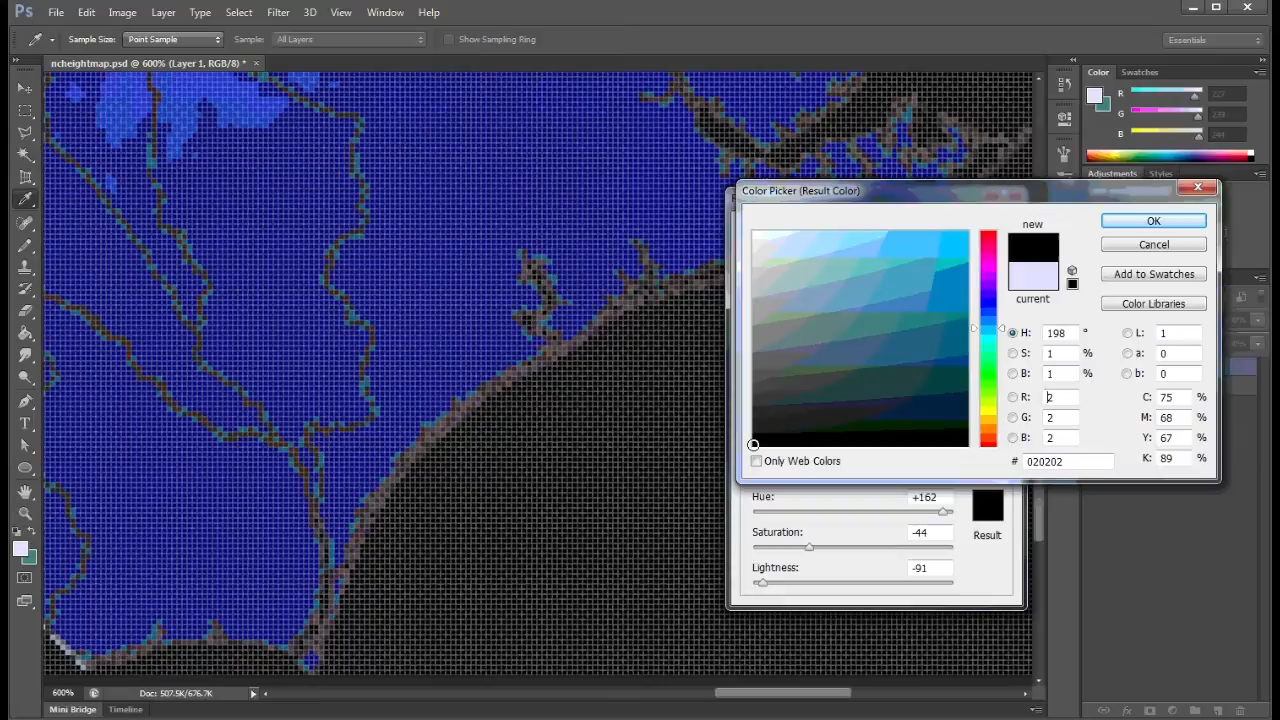 Ps File Edit Image Layer Type Select Filter 3D View Window Help
Sample Size: Point Sample Sample: All Layers Show Sampling Ring Essentials
ncheightmap.psd @ 600% (Layer 1, RGB/8) * ×
Color Swatches
R 227
G 239
B 244
Adjustments Styles
Color Picker (Result Color)
new
current
OK
Cancel
Add to Swatches
Color Libraries
H: 198 ° L: 1
S: 1 % a: 0
B: 1 % b: 0
R: 2 C: 75 %
G: 2 M: 68 %
B: 2 Y: 67 %
# 020202 K: 89 %
Only Web Colors
Hue: +162
Saturation: -44
Result
Lightness: -91
600% Doc: 507.5K/676.7K
Mini Bridge Timeline